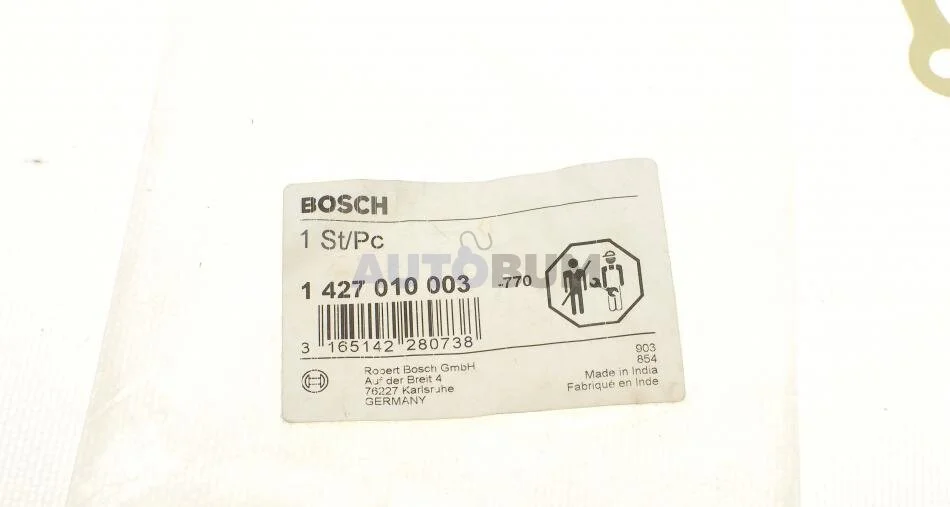 BOSCH
1 St/Pc
AUTOBUM
1 427 010 003 -770
3 165142 280738
903
854
Robert Bosch GmbH
Auf der Breit 4
76227 Karlsruhe
GERMANY
Made in India
Fabriqué en Inde